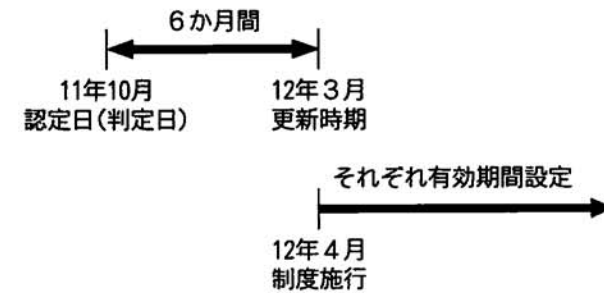 6か月間
11年10月
認定日(判定日)
12年3月
更新時期
それぞれ有効期間設定
12年4月
制度施行